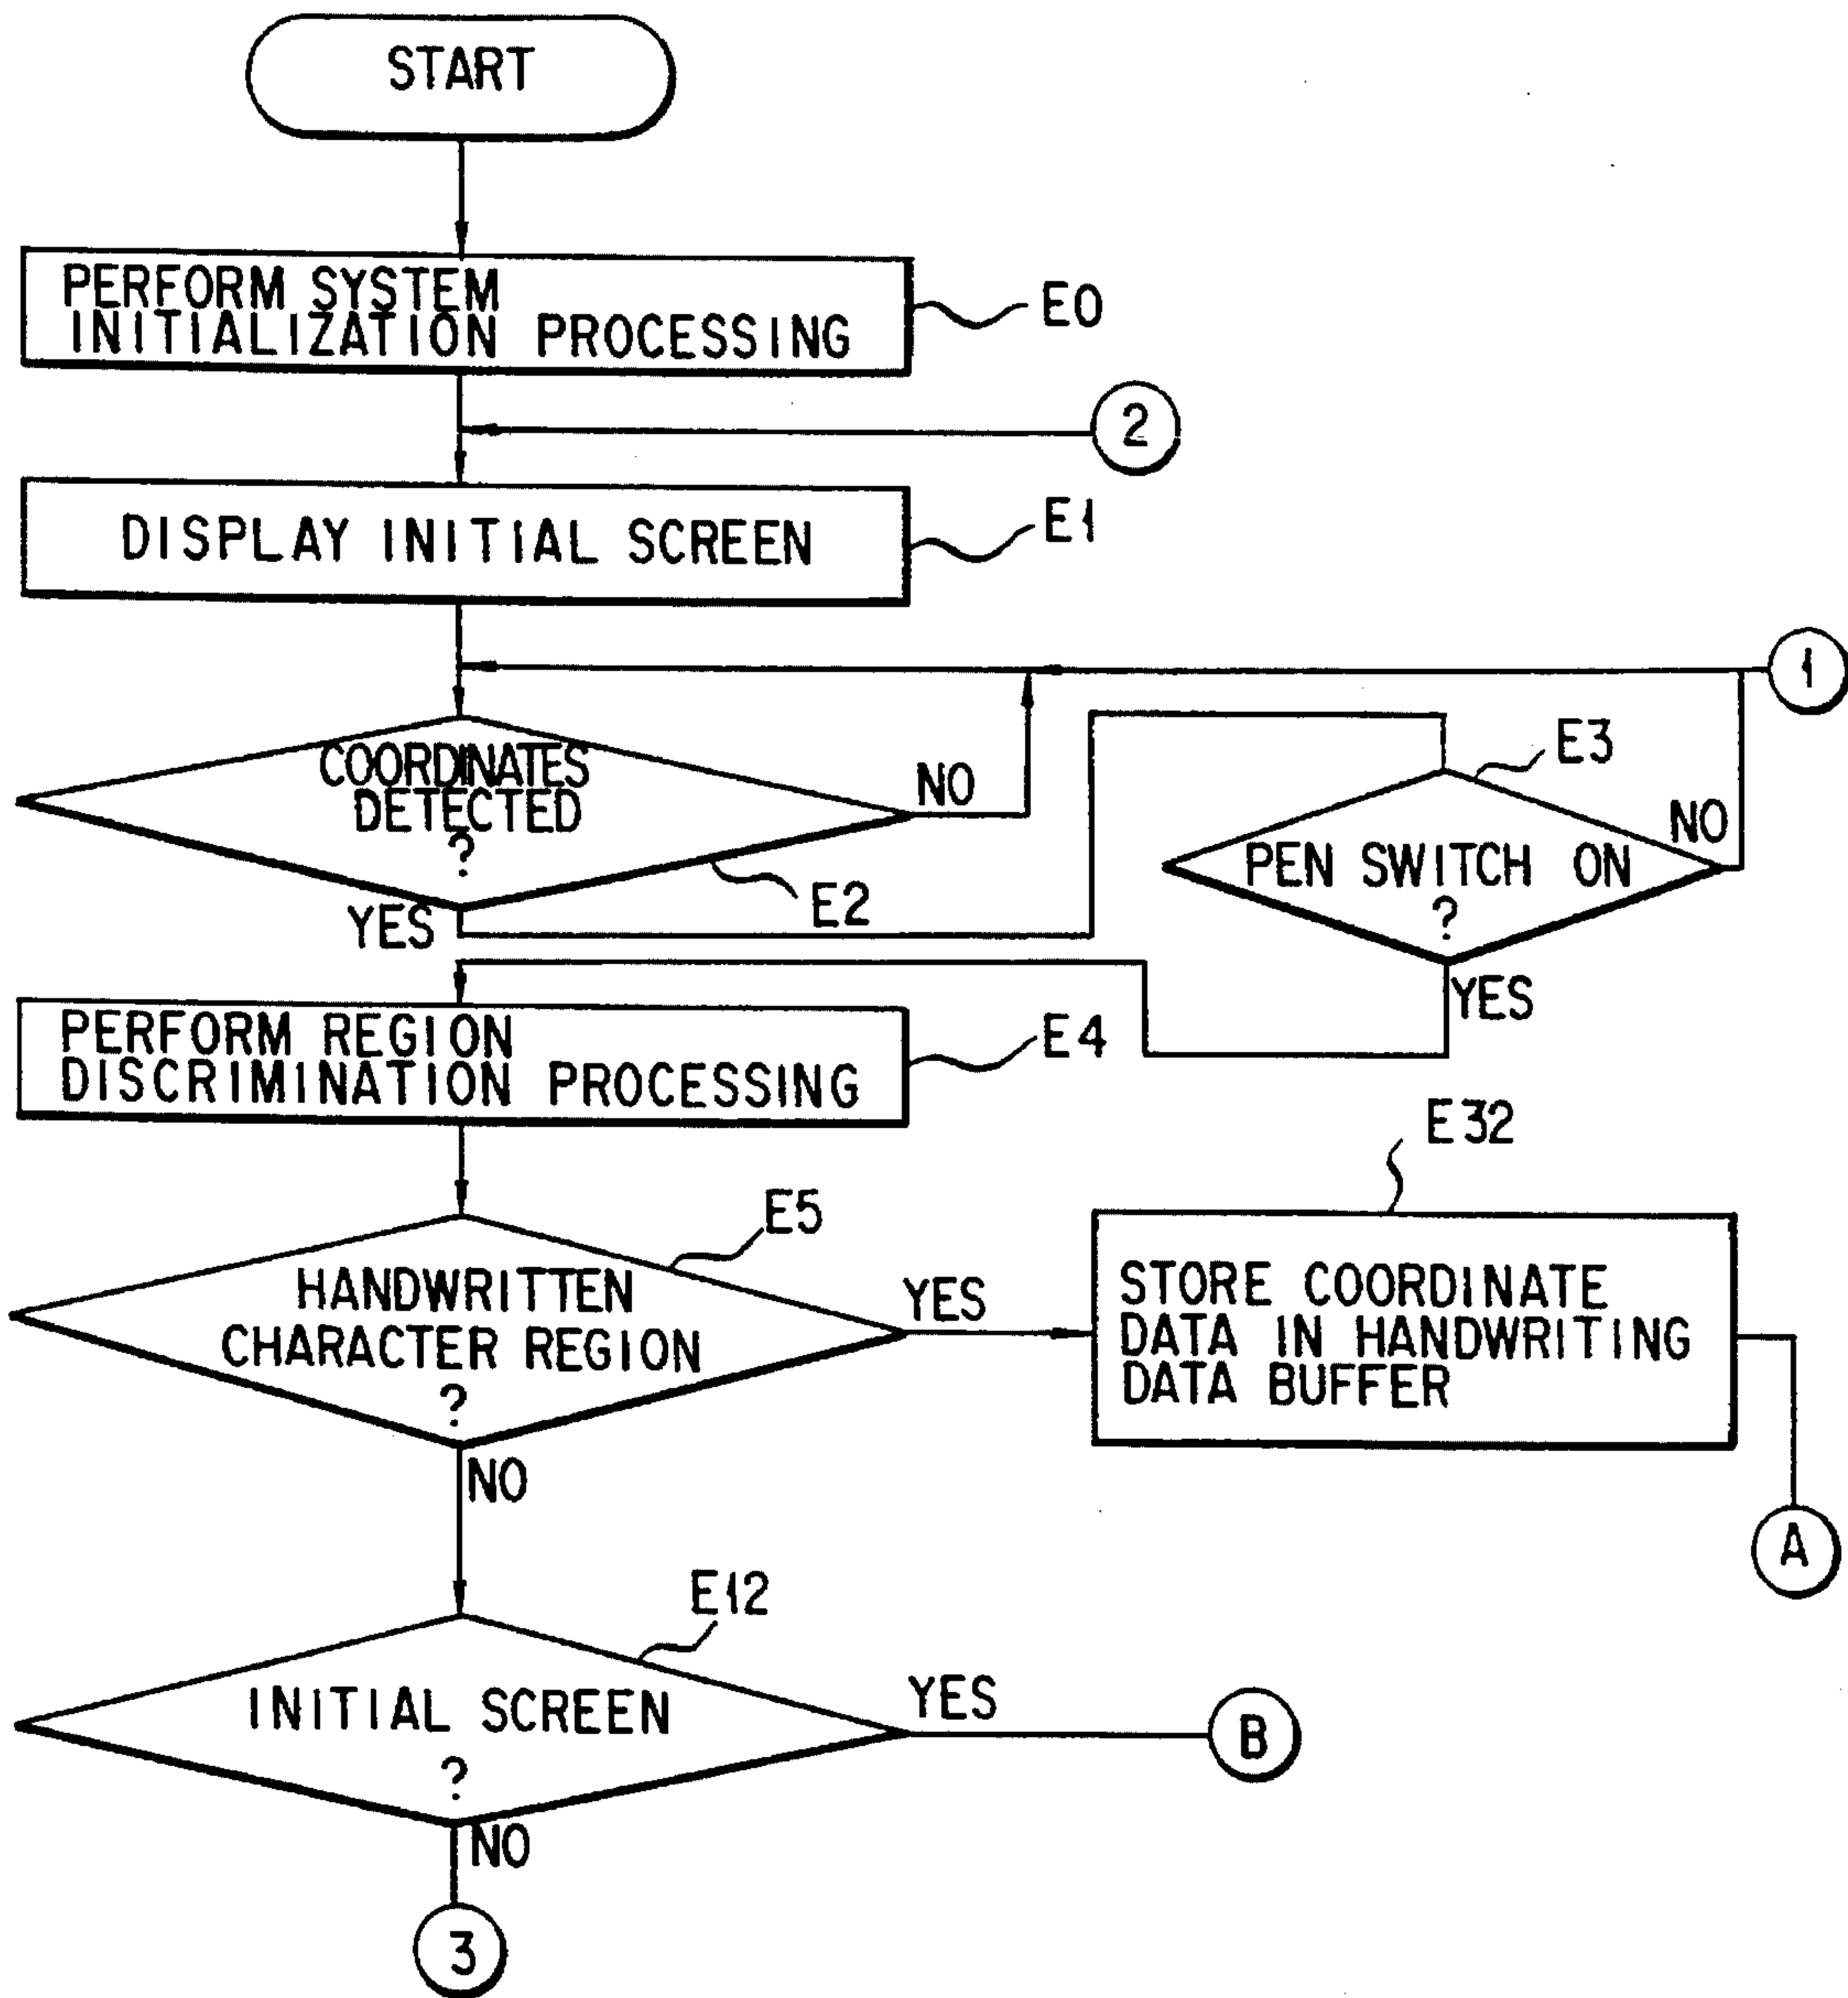 START
PERFORM SYSTEM
INITIALIZATION PROCESSING
E0
2
DISPLAY INITIAL SCREEN
E1
1
COORDINATES
DETECTED
?
NO
E2
YES
E3
PEN SWITCH ON
?
NO
YES
PERFORM REGION
DISCRIMINATION PROCESSING
E4
E5
HANDWRITTEN
CHARACTER REGION
?
YES
NO
E32
STORE COORDINATE
DATA IN HANDWRITING
DATA BUFFER
A
E12
INITIAL SCREEN
?
YES
B
NO
3